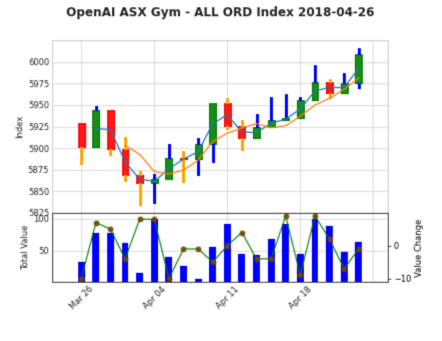 OpenAI ASX Gym - ALL ORD Index 2018-04-26
6000
5975
5950
5925
5900
5875
5850
5825
Index
100
50
Total Value
0
−10
Value Change
Mar 26
Apr 04
Apr 11
Apr 18